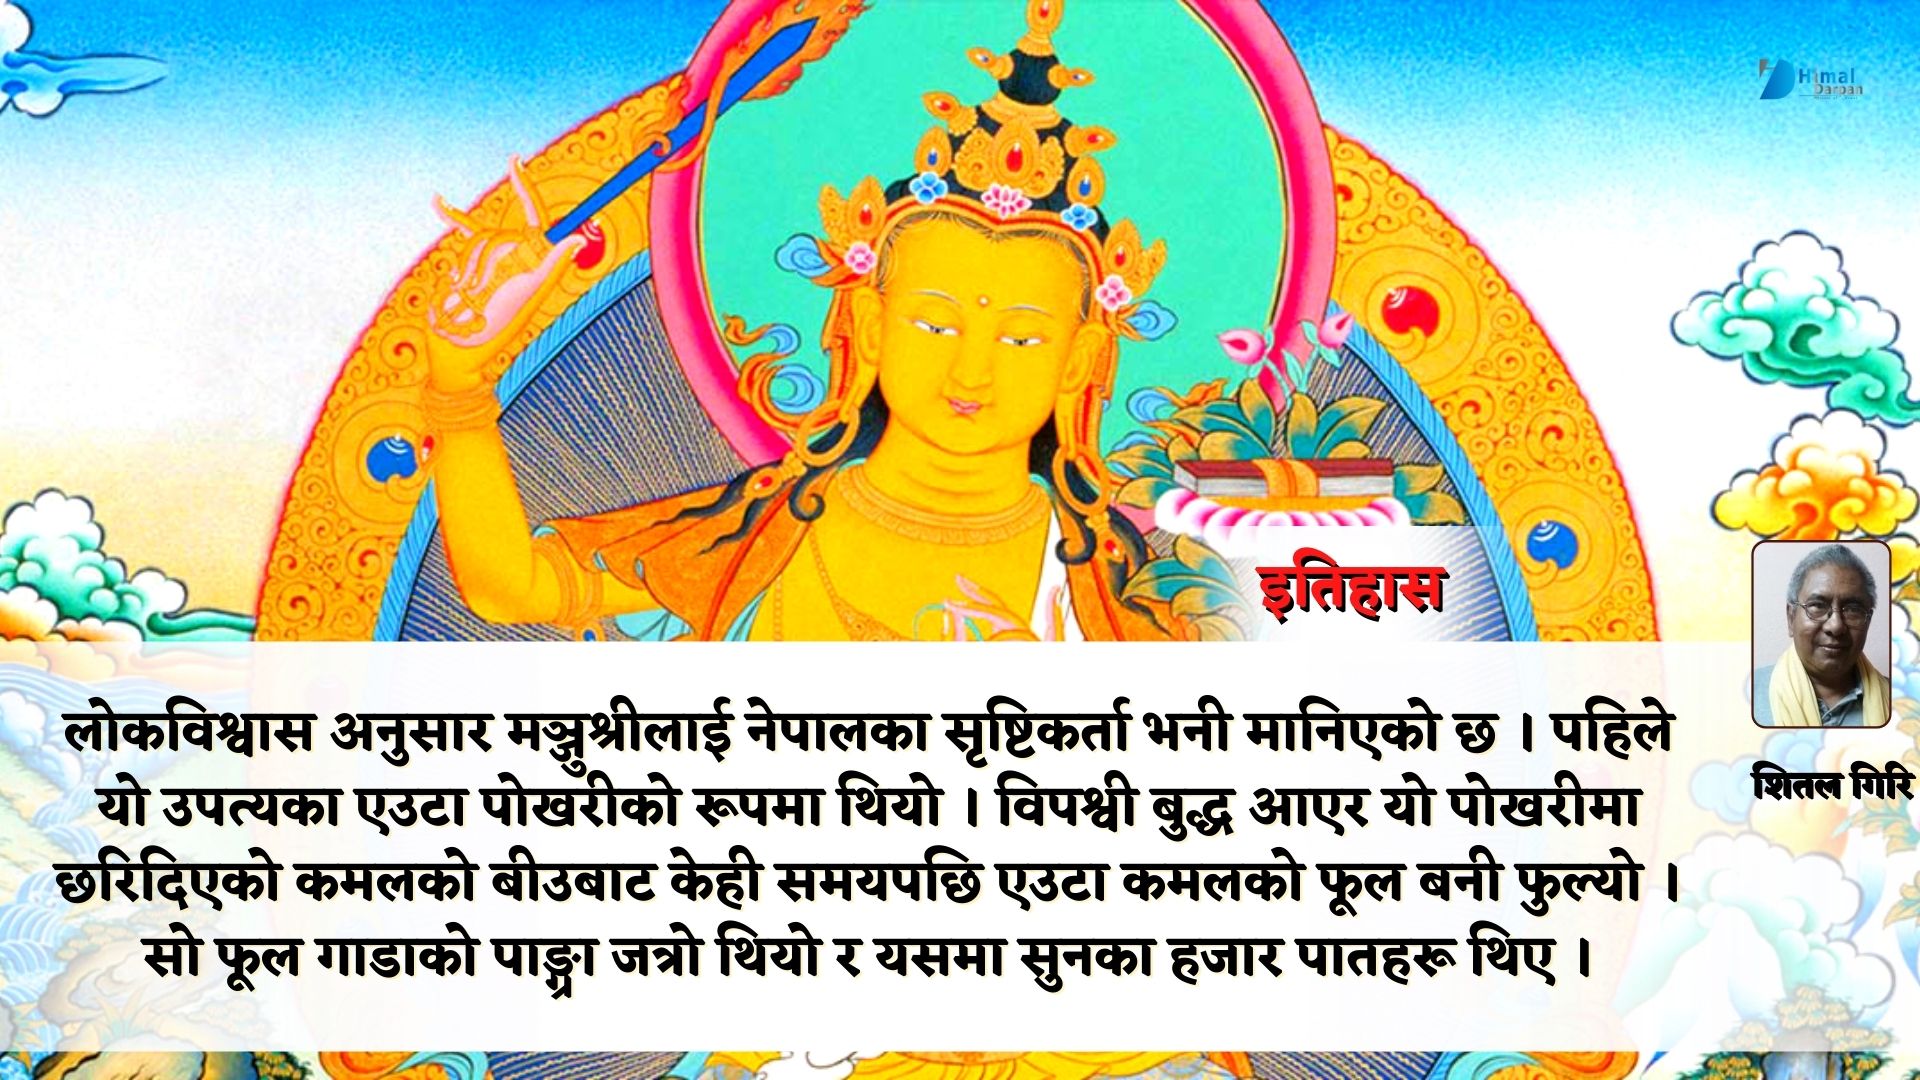 Himal
Darpan
इतिहास
लोकविश्वास अनुसार मञ्जुश्रीलाई नेपालका सृष्टिकर्ता भनी मानिएको छ । पहिले
यो उपत्यका एउटा पोखरीको रूपमा थियो । विपश्वी बुद्ध आएर यो पोखरीमा
छरिदिएको कमलको बीउबाट केही समयपछि एउटा कमलको फूल बनी फुल्यो ।
सो फूल गाडाको पाङ्ग्रा जत्रो थियो र यसमा सुनका हजार पातहरू थिए ।
शितल गिरि